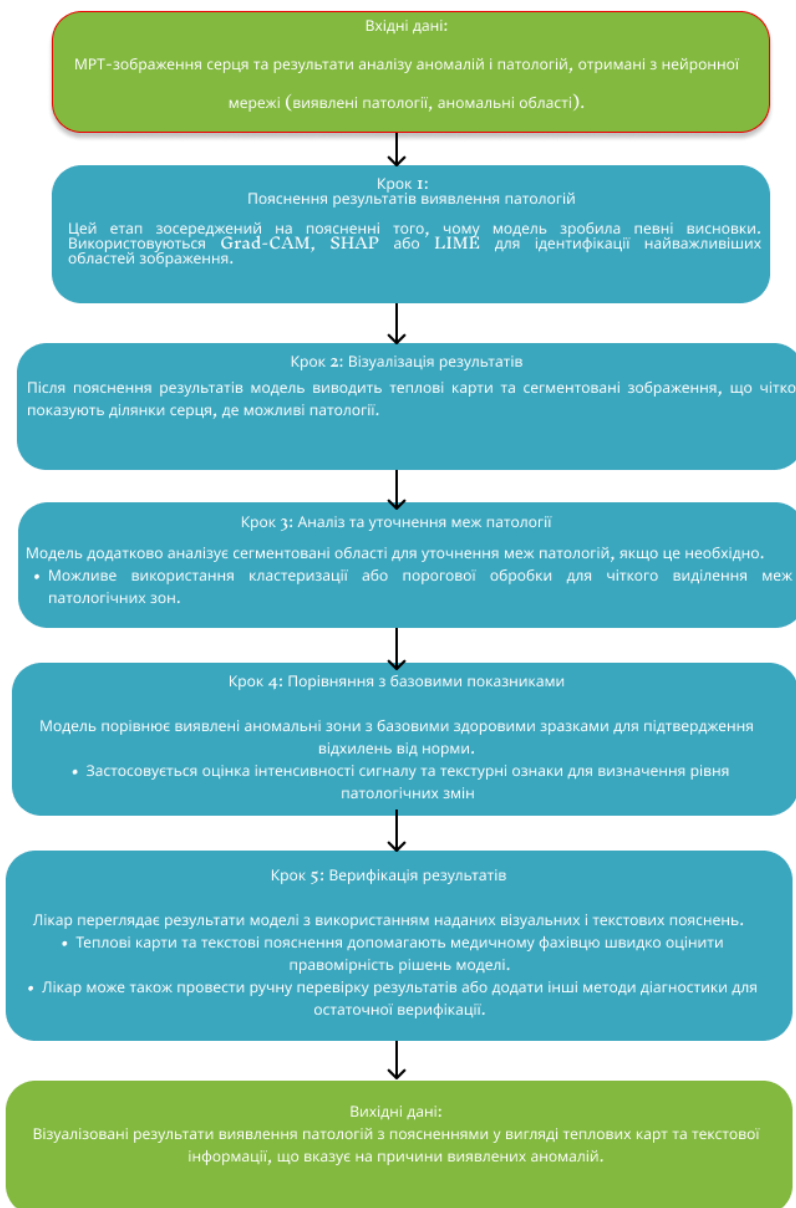 Вхідні дані:
МРТ-зображення серця та результати аналізу аномалій і патологій, отримані з нейронної
мережі (виявлені патології, аномальні області).
Крок 1:
Пояснення результатів виявлення патологій
Цей етап зосереджений на поясненні того, чому модель зробила певні висновки.
Використовуються Grad-CAM, SHAP або LIME для ідентифікації найважливіших
областей зображення.
Крок 2: Візуалізація результатів
Після пояснення результатів модель виводить теплові карти та сегментовані зображення, що чітко
показують ділянки серця, де можливі патології.
Крок 3: Аналіз та уточнення меж патології
Модель додатково аналізує сегментовані області для уточнення меж патологій, якщо це необхідно.
• Можливе використання кластеризації або порогової обробки для чіткого виділення меж
патологічних зон.
Крок 4: Порівняння з базовими показниками
Модель порівнює виявлені аномальні зони з базовими здоровими зразками для підтвердження
відхилень від норми.
• Застосовується оцінка інтенсивності сигналу та текстурні ознаки для визначення рівня
патологічних змін
Крок 5: Верифікація результатів
Лікар переглядає результати моделі з використанням наданих візуальних і текстових пояснень.
• Теплові карти та текстові пояснення допомагають медичному фахівцю швидко оцінити
правомірність рішень моделі.
• Лікар може також провести ручну перевірку результатів або додати інші методи діагностики для
остаточної верифікації.
Вихідні дані:
Візуалізовані результати виявлення патологій з поясненнями у вигляді теплових карт та текстової
інформації, що вказує на причини виявлених аномалій.